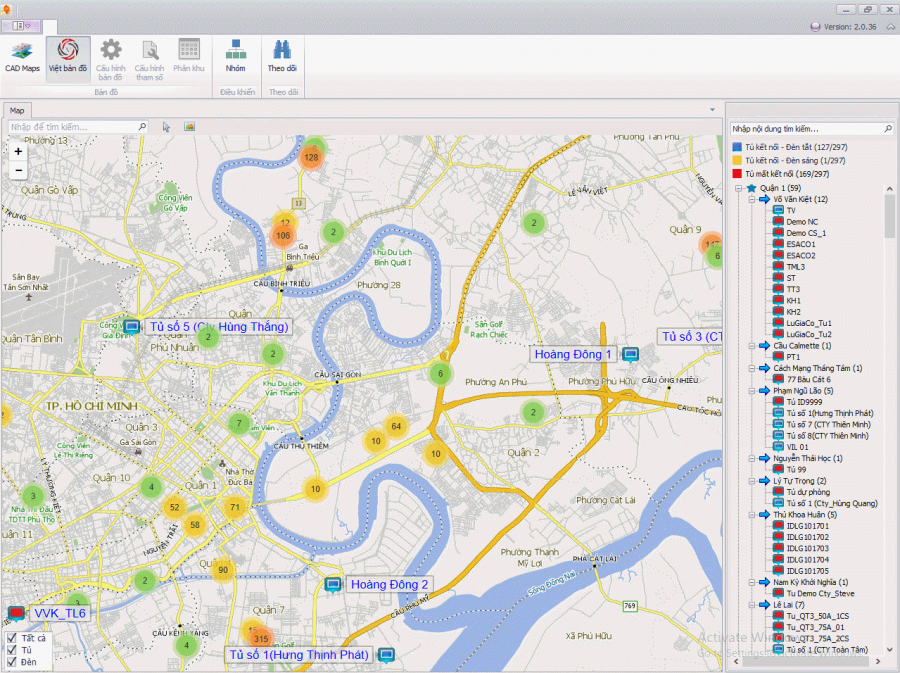 Version: 2.0.36
CAD Maps
Việt bản đồ
Cấu hình bản đồ
Cấu hình tham số
Phân khu
Nhóm
Theo dõi
Bản đồ
Điều khiển
Theo dõi
Map
Nhập để tìm kiếm...
+
−
Phường 13
Quận Gò Vấp
Công Viên Gò Vấp
128
13
12
106
2
Ga Bình Triệu
CẦU BÌNH TRIỆU
Khu Du Lịch Bình Quới I
Phường 28
Phường Tân Phú
LÊ VĂN VIỆT
2
Quận 9
6
Sân Bay Tân Sơn Nhất
Quận Tân Bình
Tủ số 5 (Cty Hùng Thắng)
Quận
Phú Nhuận
2
2
CẦU SÀI GÒN
Khu Du Lịch Văn Thánh
Sân Golf Rạch Chiếc
Hoàng Đông 1
Tủ số 3 (CT
6
Phường An Phú
Phường Phú Hữu
CẦU ÔNG NHIÊU
TP. HỒ CHÍ MINH
Quận 3
Ga Sài Gòn
Công Viên Lê Thị Riêng
7
CẦU THỦ THIÊM
64
10
10
2
Quận 2
Quận 10
4
Quận 1
Nhà Thờ Đức Bà
10
3
Nhà Thi Đấu TDTT Phú Thọ
LÝ THƯỜNG KIỆT
52
58
71
NGUYỄN TRÃI
90
Phường Cát Lái
Phường Thạnh Mỹ Lợi
PHÀ CÁT LÁI
Sông Đồng Nai
2
3
VVK_TL6
Hoàng Đông 2
CẦU PHÚ MỸ
769
Xã Phú Hữu
Quận 7
CẦU KÊNH TẺ
4
315
Tủ số 1(Hưng Thịnh Phát)
Tất cả
Tủ
Đèn
Nhập nội dung tìm kiếm...
Tủ kết nối - Đèn tắt (127/297)
Tủ kết nối - Đèn sáng (1/297)
Tủ mất kết nối (169/297)
Quận 1 (59)
Võ Văn Kiệt (12)
TV
Demo NC
Demo CS_1
ESACO1
ESACO2
TML3
ST
TT3
KH1
KH2
LuGiaCo_Tu1
LuGiaCo_Tu2
Cầu Calmette (1)
PT1
Cách Mạng Tháng Tám (1)
77 Bàu Cát 6
Phạm Ngũ Lão (5)
Tủ ID9999
Tủ số 1(Hưng Thịnh Phát)
Tủ số 7 (CTY Thiên Minh)
Tủ số 8(CTY Thiên Minh)
VIL 01
Nguyễn Thái Học (1)
Tủ 99
Lý Tự Trọng (2)
Tủ dự phòng
Tủ số 1 (Cty_Hùng Quang)
Thủ Khoa Huân (5)
IDLG101701
IDLG101702
IDLG101703
IDLG101704
IDLG101705
Nam Kỳ Khởi Nghĩa (1)
Tu Demo Cty_Steve
Lê Lai (7)
Tu_QT3_50A_1CS
Tu_QT3_75A_01
Tu_QT3_75A_2CS
Tủ số 1 (CTY Toàn Tâm)